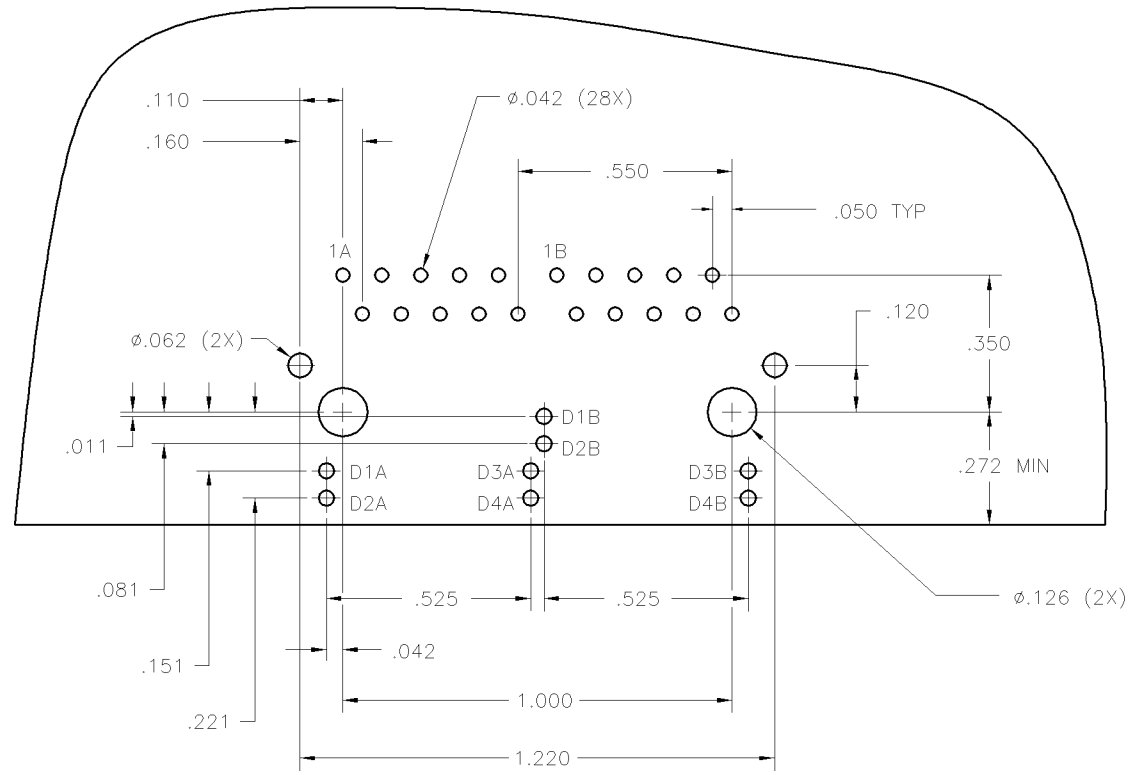 .110
ø.042 (28X)
.160
.550
.050 TYP
1A
1B
.120
ø.062 (2X)
.350
.011
D1B
D2B
D1A
D3A
D3B
.272 MIN
D2A
D4A
D4B
.081
.525
.525
ø.126 (2X)
.151
.042
1.000
.221
1.220